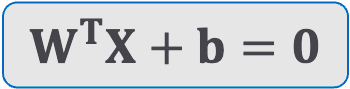 WᵀX + b = 0